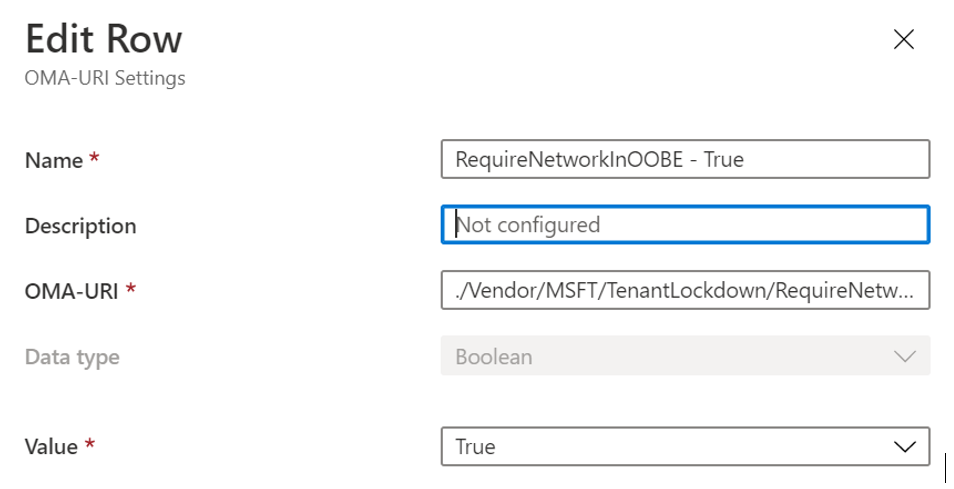 Edit Row
OMA-URI Settings
Name * RequireNetworkInOOBE - True
Description Not configured
OMA-URI * ./Vendor/MSFT/TenantLockdown/RequireNetw...
Data type Boolean
Value * True